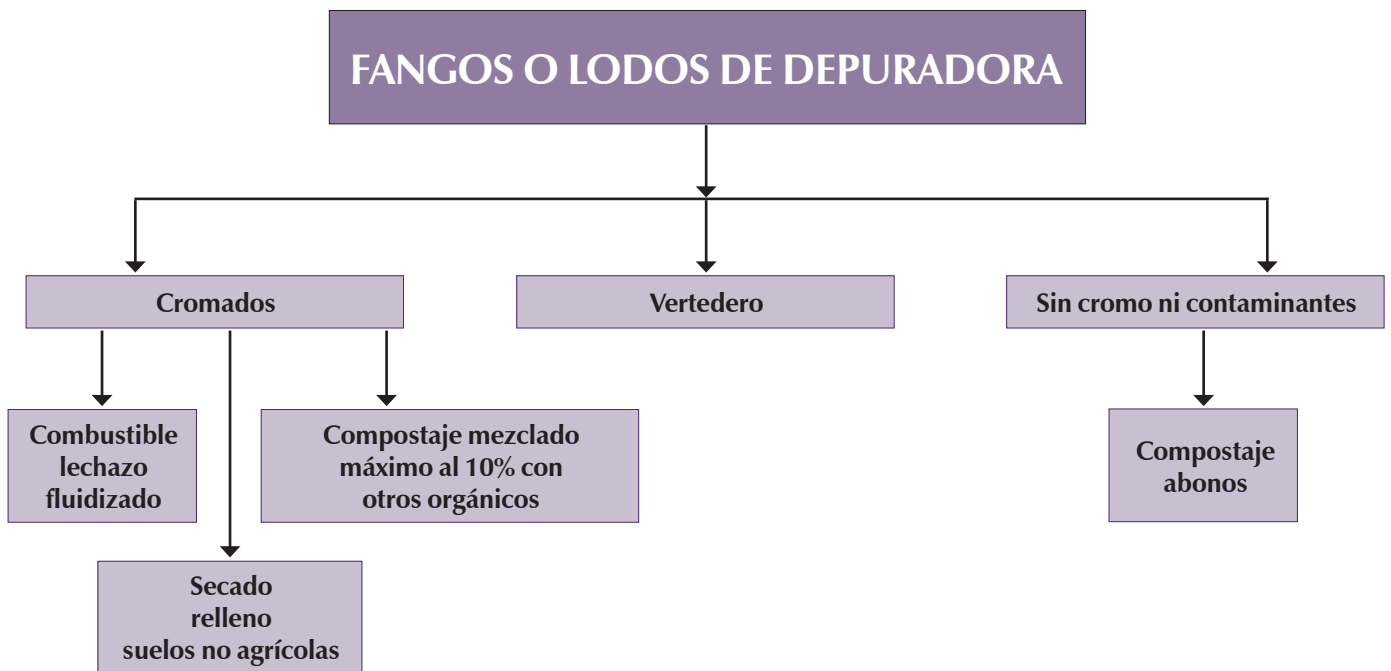 FANGOS O LODOS DE DEPURADORA
Cromados
Vertedero
Sin cromo ni contaminantes
Combustible
lechazo
fluidizado
Compostaje mezclado
máximo al 10% con
otros orgánicos
Compostaje
abonos
Secado
relleno
suelos no agrícolas